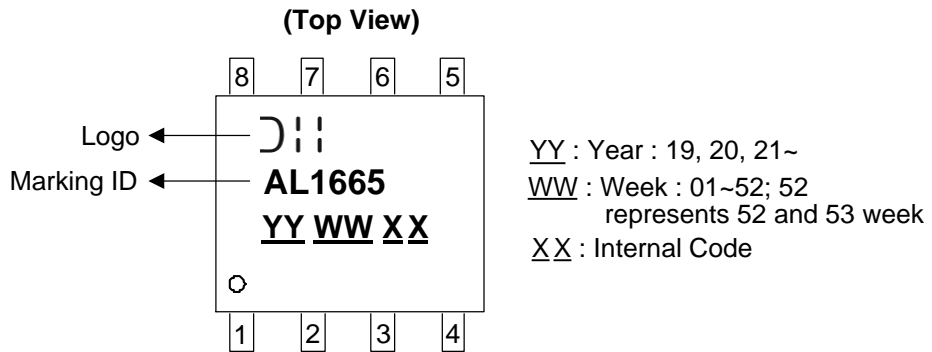 (Top View)
8 7 6 5
Logo
Marking ID
AL1665
YY WW X X
1 2 3 4
YY : Year : 19, 20, 21~
WW : Week : 01~52; 52
represents 52 and 53 week
X X : Internal Code